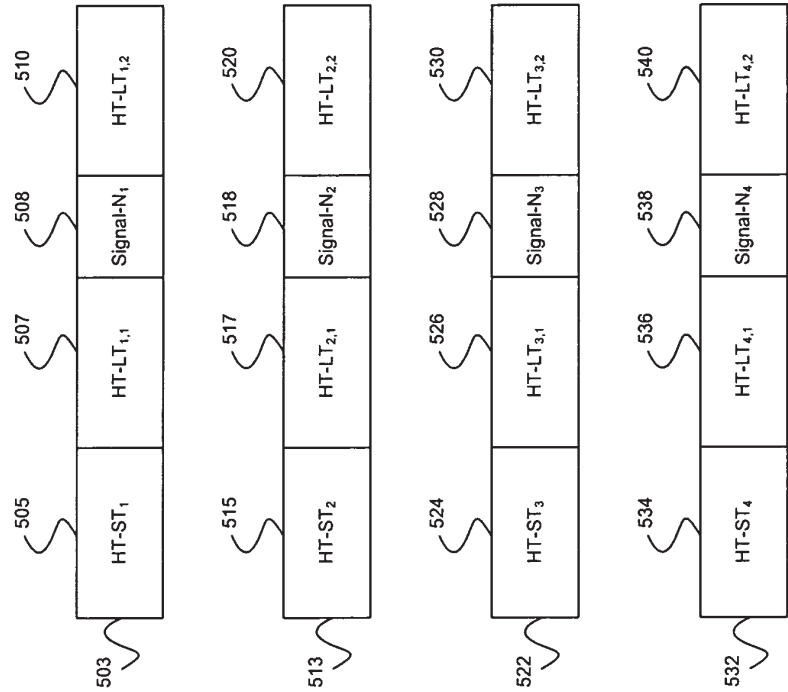 505 507 508 510
HT-ST1 HT-LT1,1 Signal-N1 HT-LT1,2
503
515 517 518 520
HT-ST2 HT-LT2,1 Signal-N2 HT-LT2,2
513
524 526 528 530
HT-ST3 HT-LT3,1 Signal-N3 HT-LT3,2
522
534 536 538 540
HT-ST4 HT-LT4,1 Signal-N4 HT-LT4,2
532